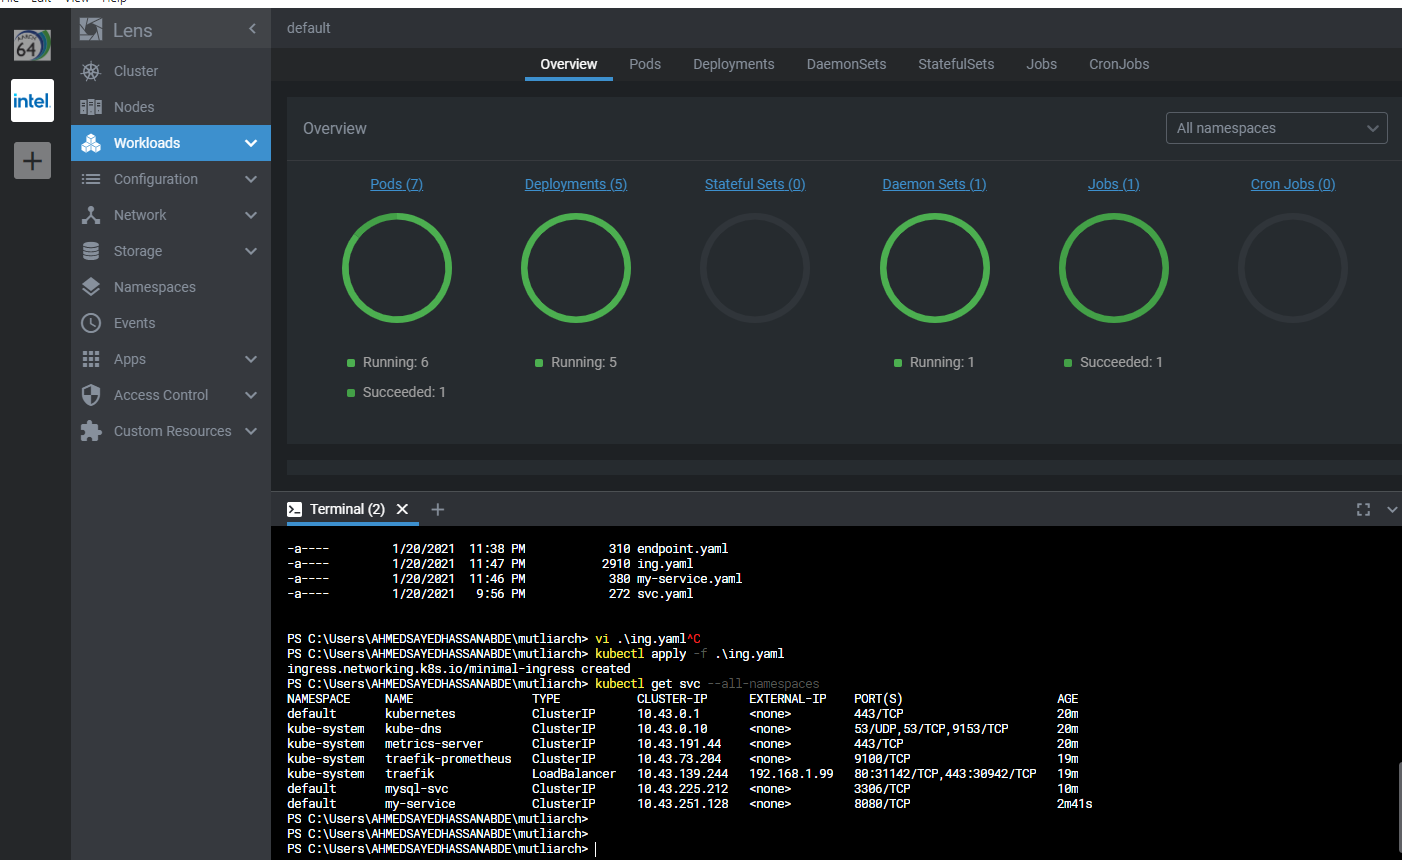 File Edit View Help
MARCH
64
intel.
Lens
Cluster
Nodes
Workloads
Configuration
Network
Storage
Namespaces
Events
Apps
Access Control
Custom Resources
default
Overview Pods Deployments DaemonSets StatefulSets Jobs CronJobs
Overview
All namespaces
Pods (7) Deployments (5) Stateful Sets (0) Daemon Sets (1) Jobs (1) Cron Jobs (0)
Running: 6 Running: 5 Running: 1 Succeeded: 1
Succeeded: 1
Terminal (2)
-a---- 1/20/2021 11:38 PM 310 endpoint.yaml
-a---- 1/20/2021 11:47 PM 2910 ing.yaml
-a---- 1/20/2021 11:46 PM 380 my-service.yaml
-a---- 1/20/2021 9:56 PM 272 svc.yaml
PS C:\Users\AHMEDSAYEDHASSANABDE\mutliarch> vi .\ing.yaml^C
PS C:\Users\AHMEDSAYEDHASSANABDE\mutliarch> kubectl apply -f .\ing.yaml
ingress.networking.k8s.io/minimal-ingress created
PS C:\Users\AHMEDSAYEDHASSANABDE\mutliarch> kubectl get svc --all-namespaces
NAMESPACE NAME TYPE CLUSTER-IP EXTERNAL-IP PORT(S) AGE
default kubernetes ClusterIP 10.43.0.1 <none> 443/TCP 20m
kube-system kube-dns ClusterIP 10.43.0.10 <none> 53/UDP,53/TCP,9153/TCP 20m
kube-system metrics-server ClusterIP 10.43.191.44 <none> 443/TCP 20m
kube-system traefik-prometheus ClusterIP 10.43.73.204 <none> 9100/TCP 19m
kube-system traefik LoadBalancer 10.43.139.244 192.168.1.99 80:31142/TCP,443:30942/TCP 19m
default mysql-svc ClusterIP 10.43.225.212 <none> 3306/TCP 10m
default my-service ClusterIP 10.43.251.128 <none> 8080/TCP 2m41s
PS C:\Users\AHMEDSAYEDHASSANABDE\mutliarch>
PS C:\Users\AHMEDSAYEDHASSANABDE\mutliarch>
PS C:\Users\AHMEDSAYEDHASSANABDE\mutliarch>